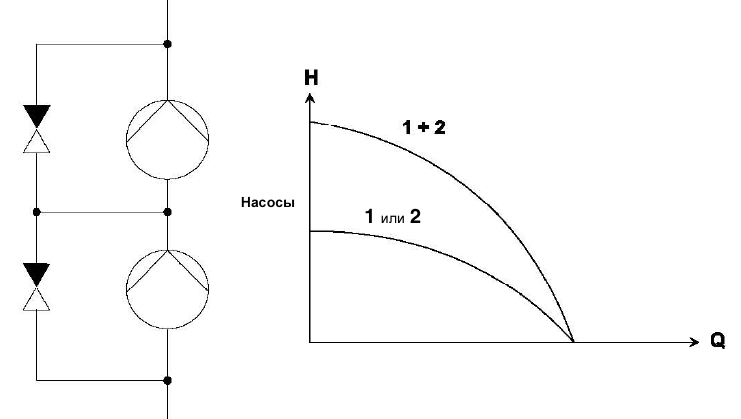 H
1 + 2
Насосы
1 или 2
Q